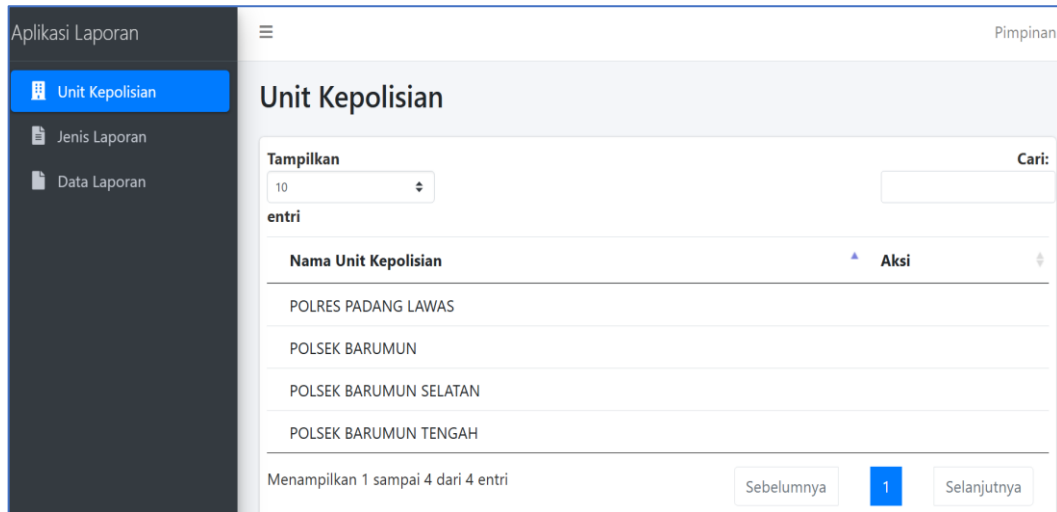 Aplikasi Laporan
Pimpinan
Unit Kepolisian
Jenis Laporan
Data Laporan
Unit Kepolisian
Tampilkan
10
entri
Cari:
Nama Unit Kepolisian Aksi
POLRES PADANG LAWAS
POLSEK BARUMUN
POLSEK BARUMUN SELATAN
POLSEK BARUMUN TENGAH
Menampilkan 1 sampai 4 dari 4 entri
Sebelumnya 1 Selanjutnya